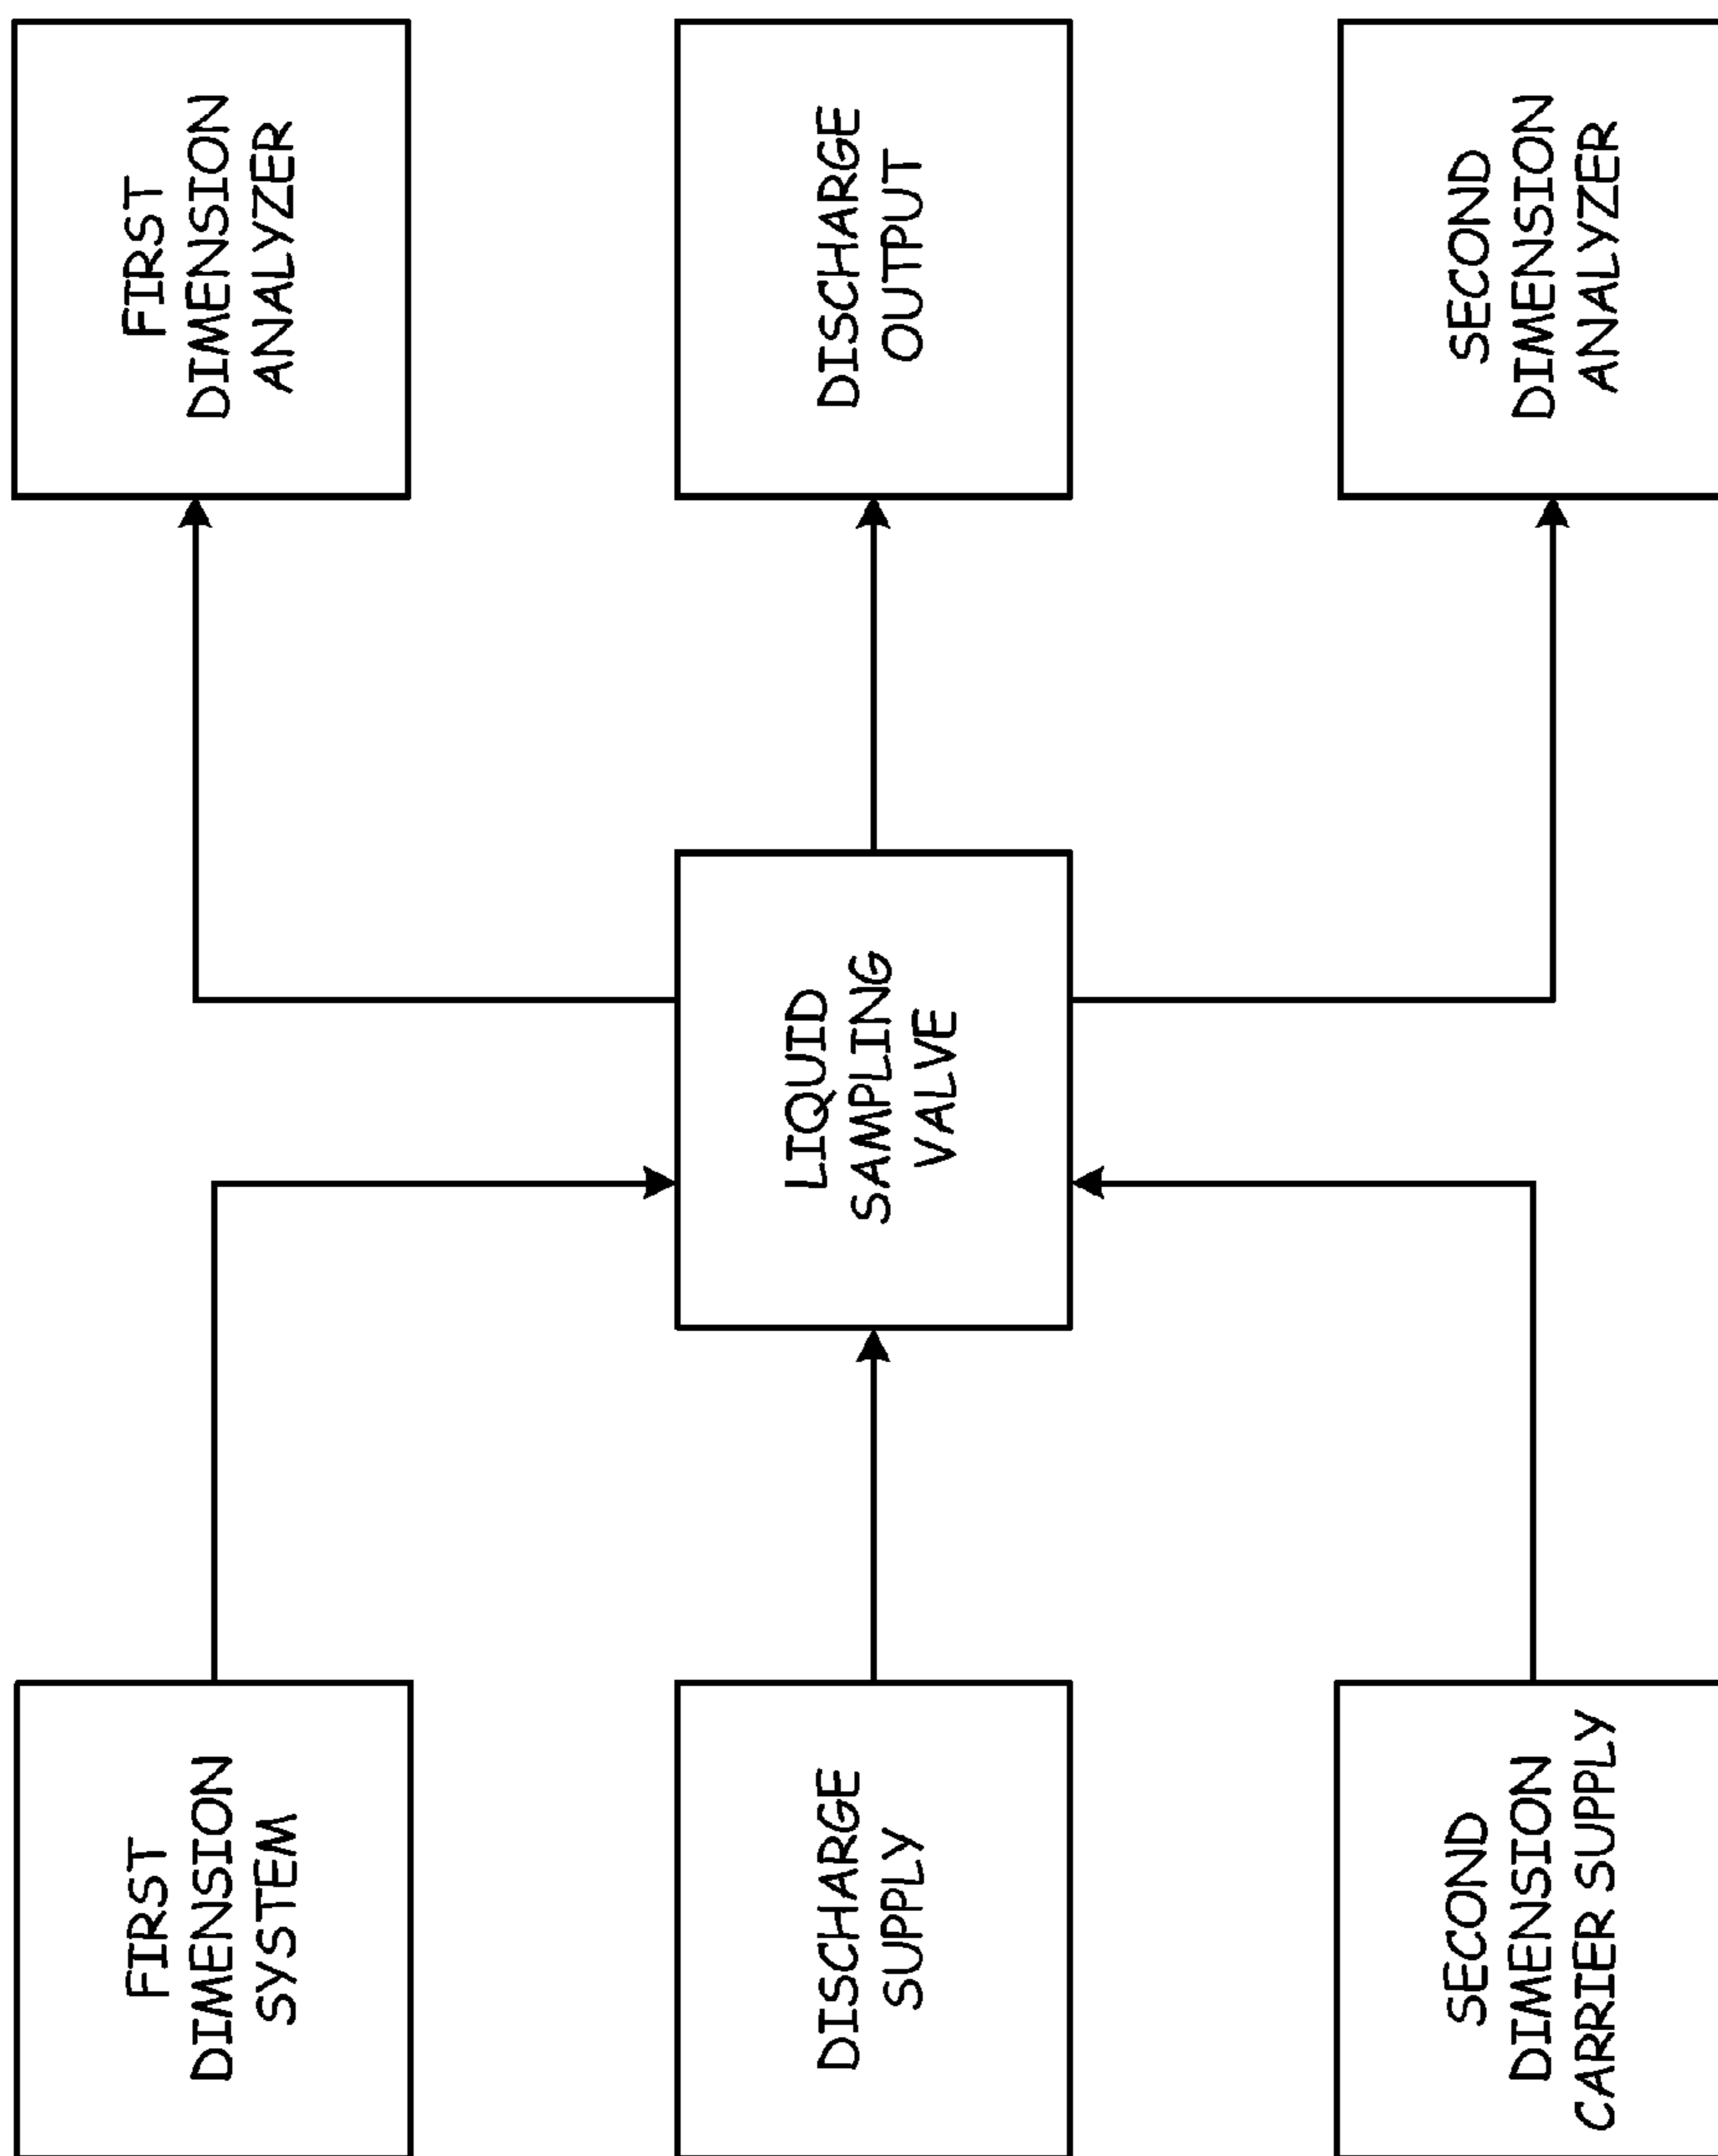 FIRST
DIMENSION
SYSTEM
FIRST
DIMENSION
ANALYZER
DISCHARGE
SUPPLY
LIQUID
SAMPLING
VALVE
DISCHARGE
OUTPUT
SECOND
DIMENSION
CARRIER SUPPLY
SECOND
DIMENSION
ANALYZER